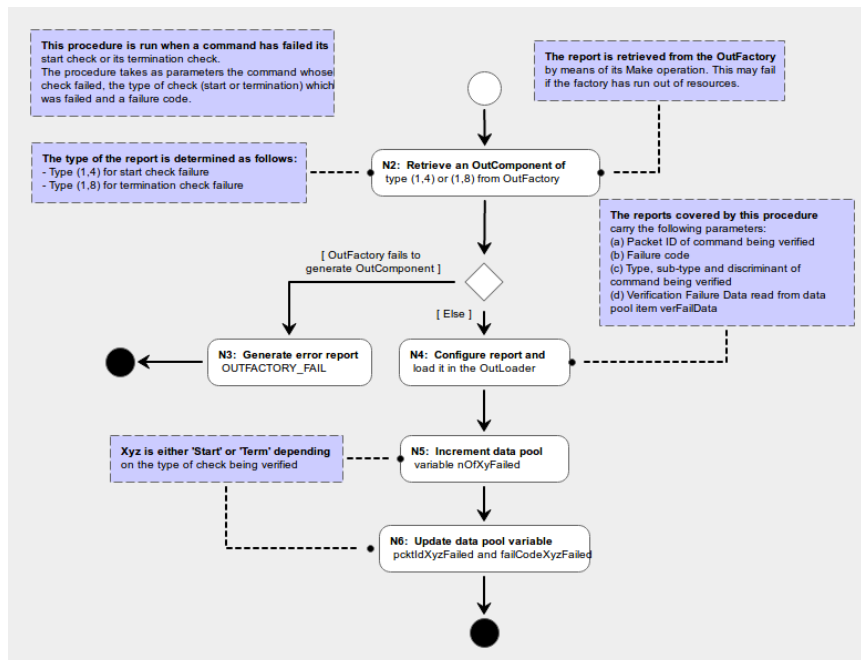 This procedure is run when a command has failed its
start check or its termination check.
The procedure takes as parameters the command whose
check failed, the type of check (start or termination) which
was failed and a failure code.
The report is retrieved from the OutFactory
by means of its Make operation. This may fail
if the factory has run out of resources.
The type of the report is determined as follows:
- Type (1,4) for start check failure
- Type (1,8) for termination check failure
N2: Retrieve an OutComponent of
type (1,4) or (1,8) from OutFactory
The reports covered by this procedure
carry the following parameters:
(a) Packet ID of command being verified
(b) Failure code
(c) Type, sub-type and discriminant of
command being verified
(d) Verification Failure Data read from data
pool item verFailData
[ OutFactory fails to
generate OutComponent ]
[ Else ]
N3: Generate error report
OUTFACTORY_FAIL
N4: Configure report and
load it in the OutLoader
Xyz is either 'Start' or 'Term' depending
on the type of check being verified
N5: Increment data pool
variable nOfXyFailed
N6: Update data pool variable
pcktIdXyzFailed and failCodeXyzFailed